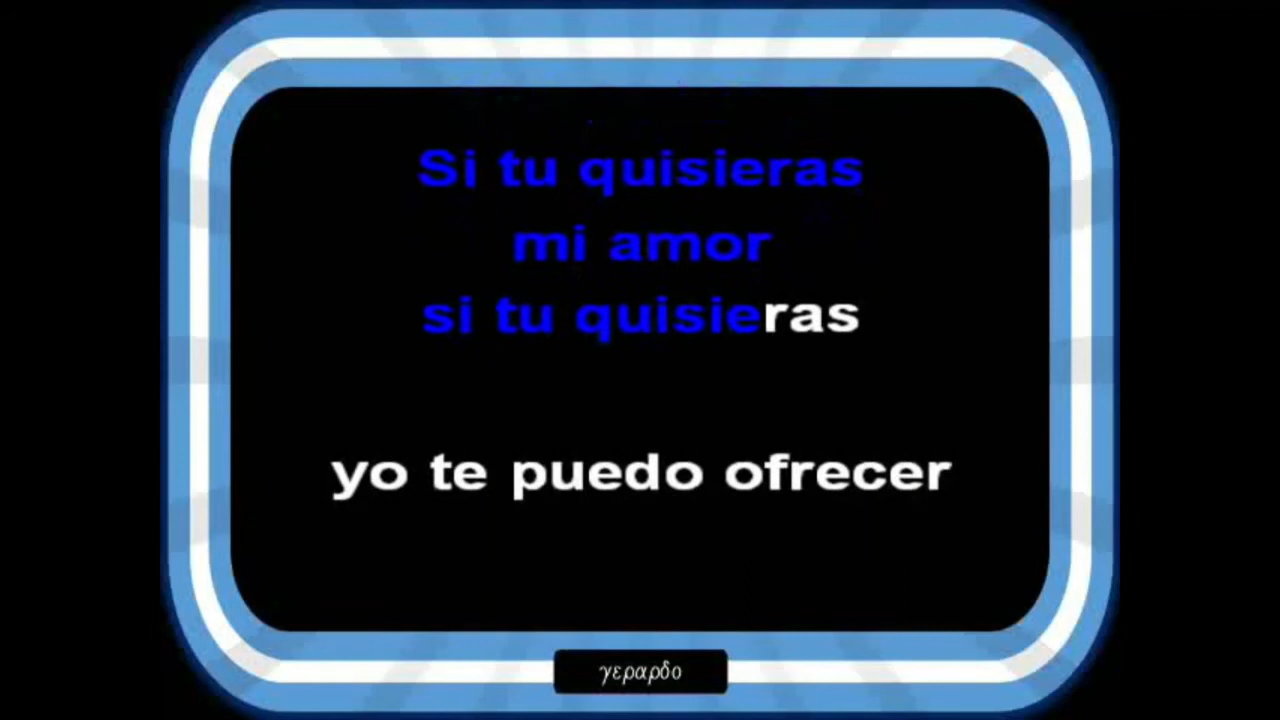 Si tu quisieras
mi amor
si tu quisieras
yo te puedo ofrecer
γεραρδο